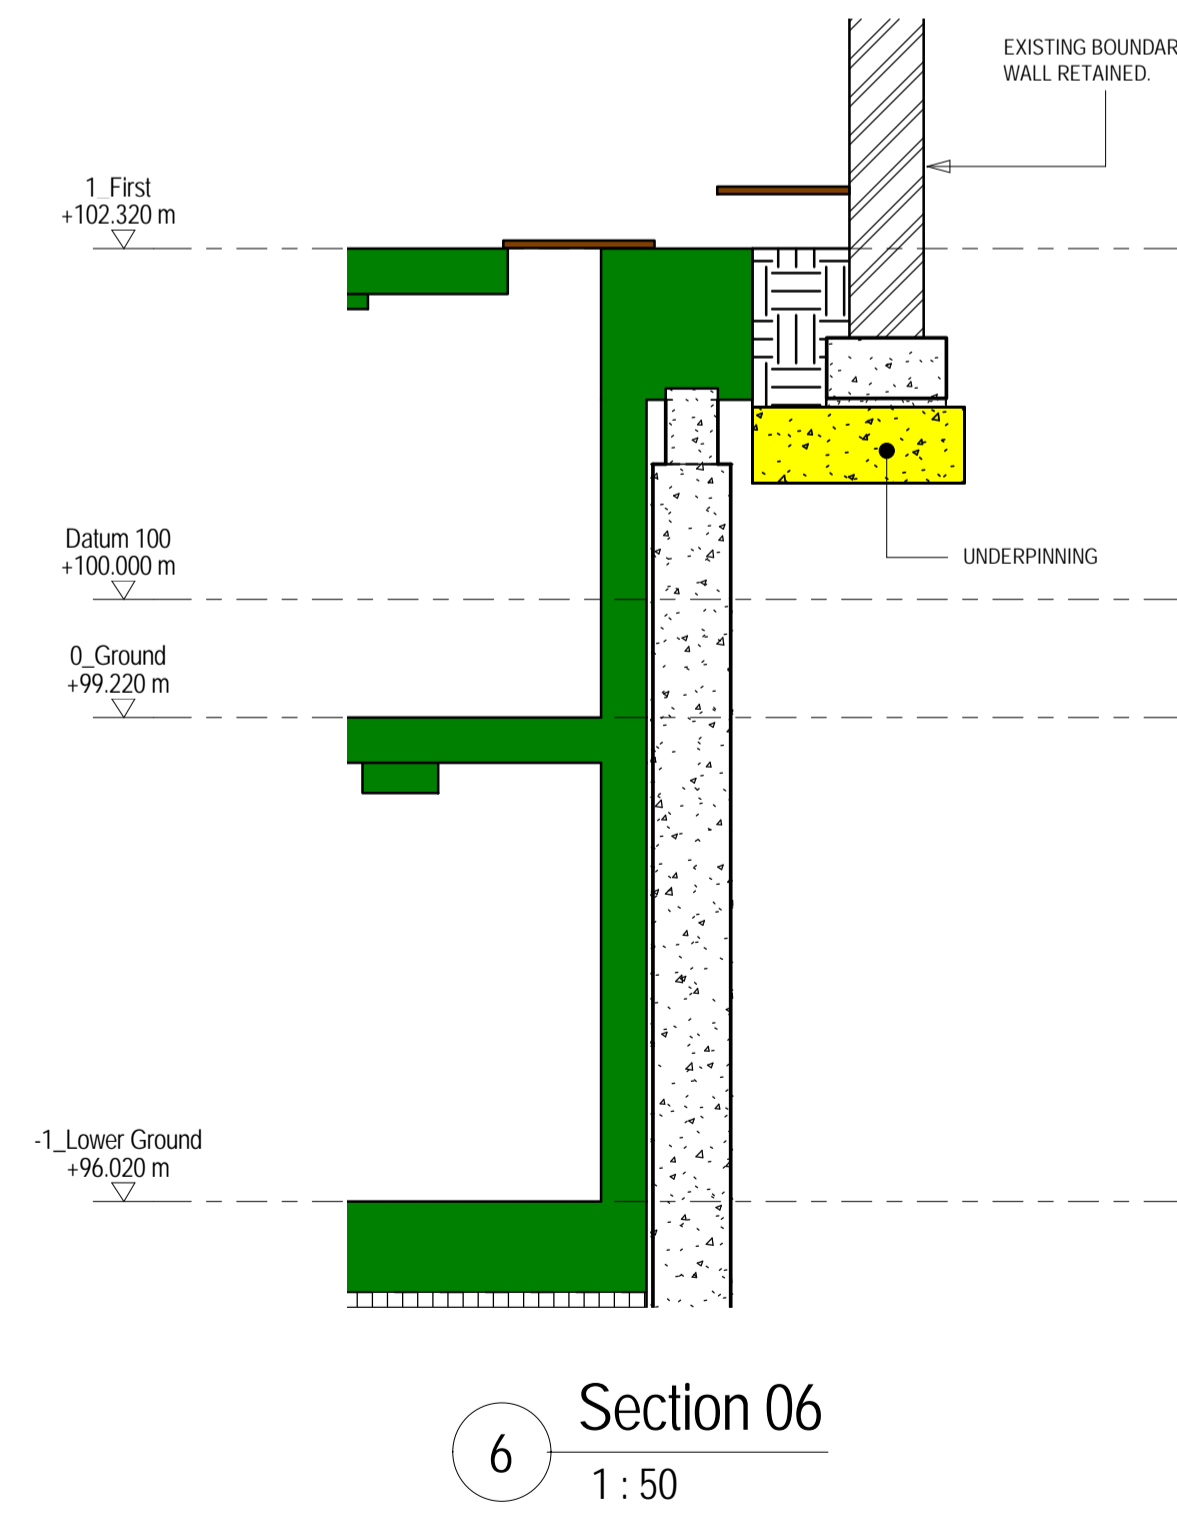 EXISTING BOUNDAR
WALL RETAINED.
1_First
+102.320 m
Datum 100
+100.000 m
UNDERPINNING
0_Ground
+99.220 m
-1_Lower Ground
+96.020 m
6
Section 06
1 : 50